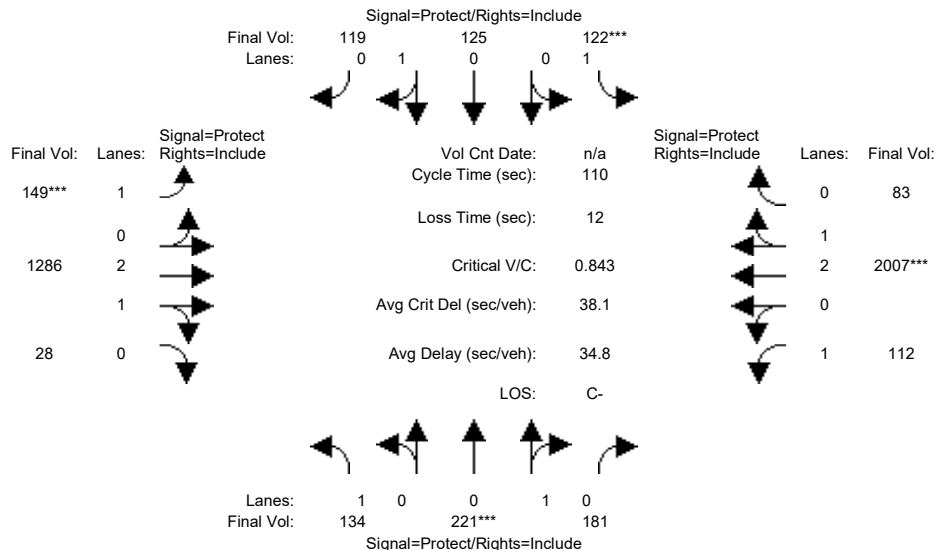 Signal=Protect/Rights=Include
Final Vol: 119 125 122***
Lanes: 0 1 0 0 1
Signal=Protect Signal=Protect
Final Vol: Lanes: Rights=Include Vol Cnt Date: n/a Rights=Include Lanes: Final Vol:
Cycle Time (sec): 110
149*** 1 0 83
Loss Time (sec): 12
0 1
1286 2 Critical V/C: 0.843 2 2007***
1 Avg Crit Del (sec/veh): 38.1 0
28 0 Avg Delay (sec/veh): 34.8 1 112
LOS: C-
Lanes: 1 0 0 1 0
Final Vol: 134 221*** 181
Signal=Protect/Rights=Include